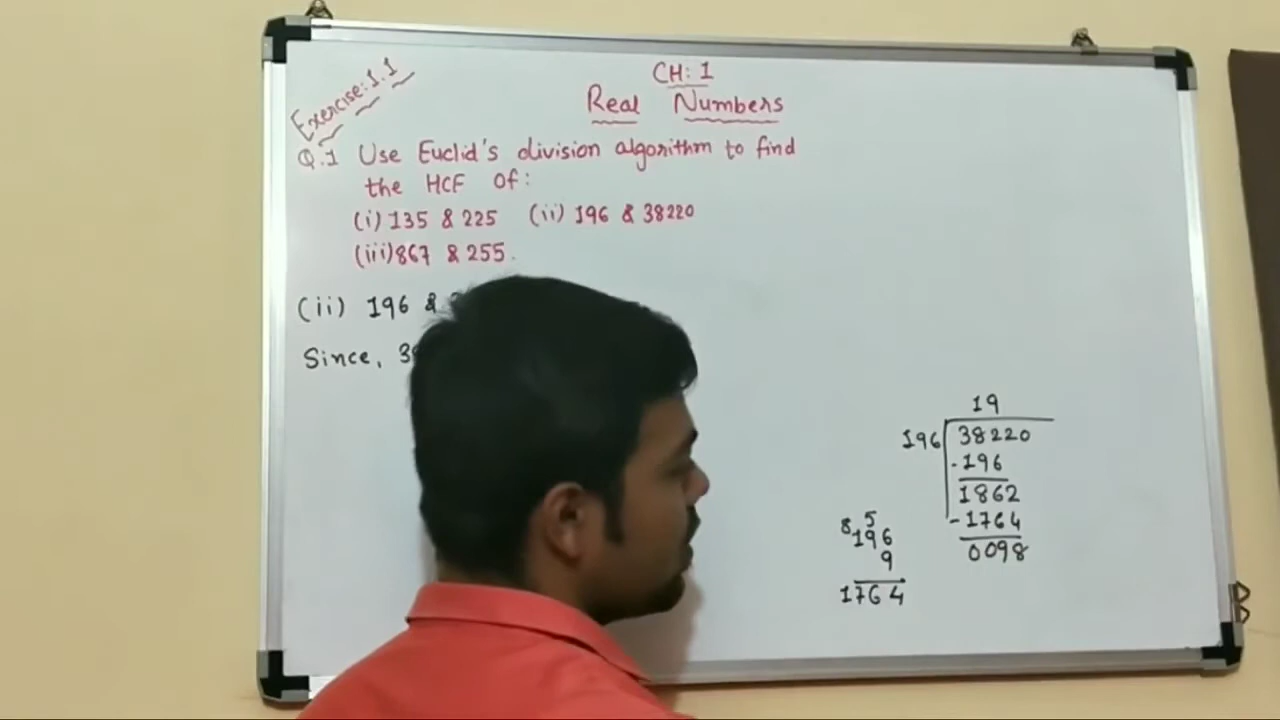 Exercise: 1.1
CH: 1
Real Numbers
Q.1 Use Euclid's division algorithm to find
the HCF of:
(i) 135 & 225 (ii) 196 & 38220
(iii) 867 & 255.
(ii) 196 &
Since,
19
196 38220
-196
1862
-1764
0098
8 5
196
9
1764